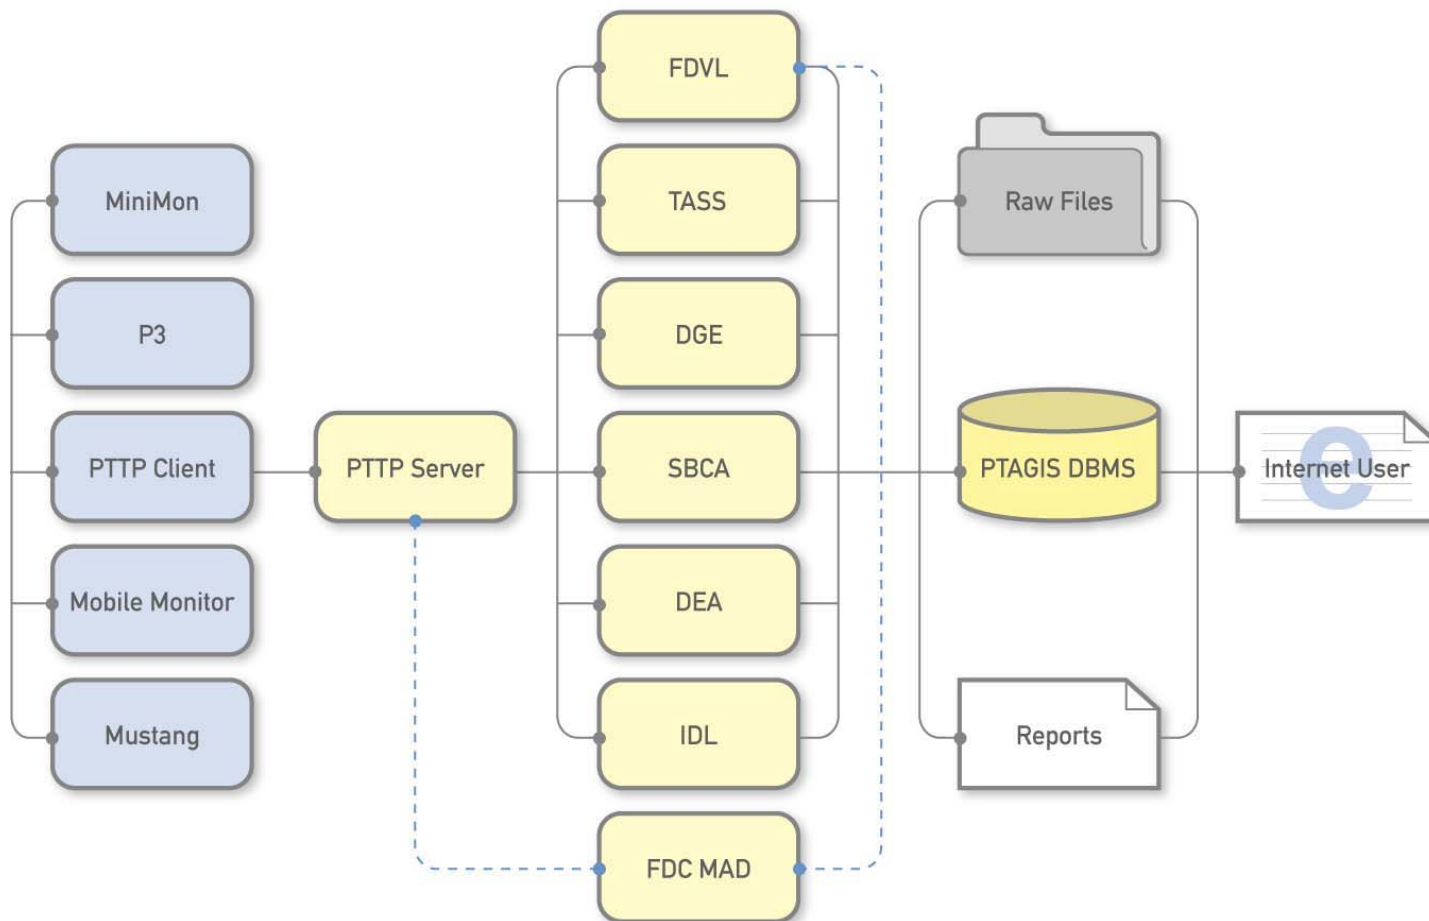 FDVL
MiniMon
TASS
Raw Files
P3
DGE
PTTP Client
PTTP Server
SBCA
PTAGIS DBMS
e
Internet User
Mobile Monitor
DEA
Mustang
IDL
Reports
FDC MAD